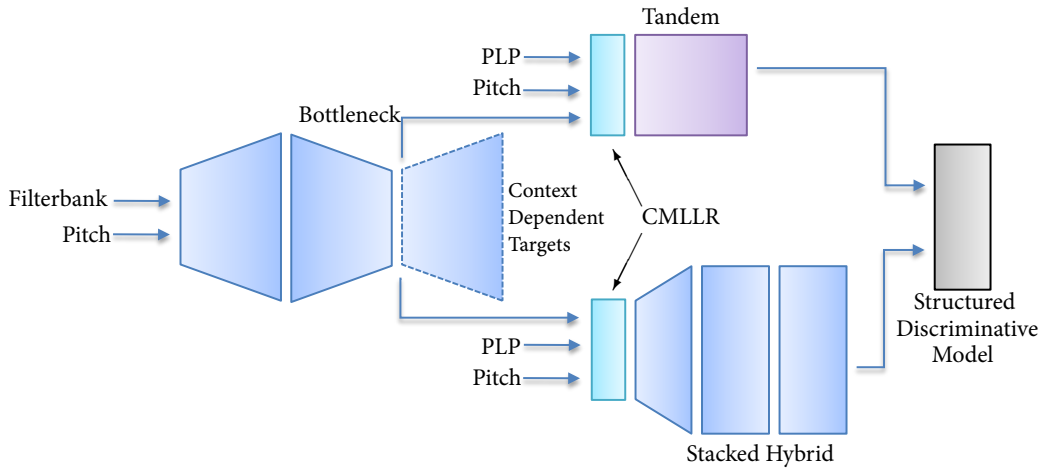 Tandem
PLP
Pitch
Bottleneck
Filterbank
Pitch
Context
Dependent
Targets
CMLLR
PLP
Pitch
Stacked Hybrid
Structured
Discriminative
Model